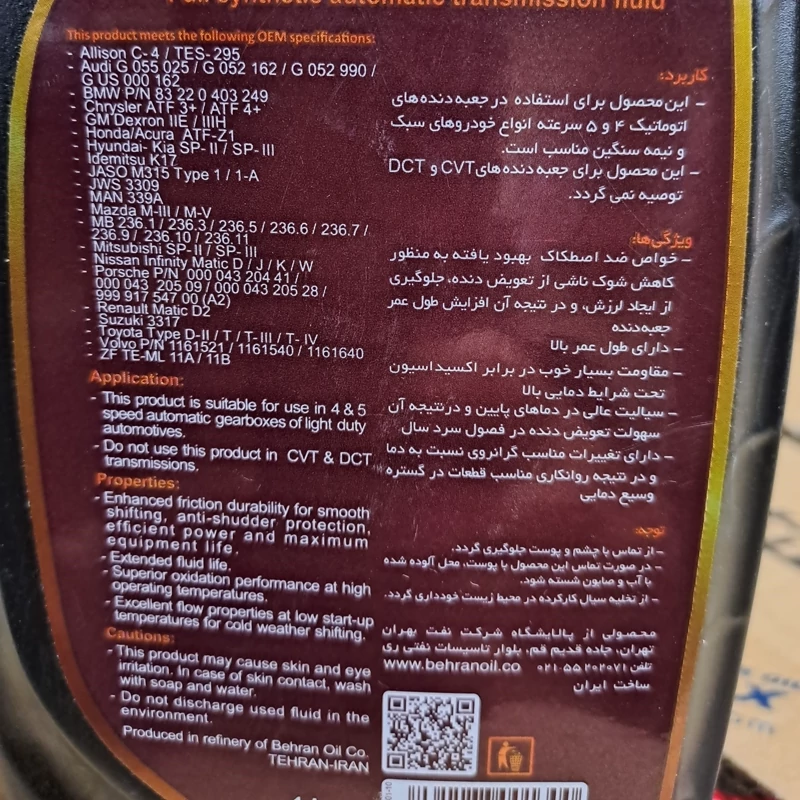 Full synthetic automatic transmission fluid
This product meets the following OEM specifications:
- Allison C-4 / TES-295
- Audi G 055 025 / G 052 162 / G 052 990 /
G US 000 162
- BMW P/N 83 22 0 403 249
- Chrysler ATF 3+ / ATF 4+
- GM Dexron IIE / IIIH
- Honda/Acura ATF-Z1
- Hyundai- Kia SP-II / SP-III
- Idemitsu K17
- JASO M315 Type 1 / 1-A
- JWS 3309
- MAN 339A
- Mazda M-III / M-V
- MB 236.1 / 236.3 / 236.5 / 236.6 / 236.7 /
236.9 / 236.10 / 236.11
- Mitsubishi SP-II / SP-III
- Nissan Infinity Matic D / J / K / W
- Porsche P/N 000 043 204 41 /
000 043 205 09 / 000 043 205 28 /
999 917 547 00 (A2)
- Renault Matic D2
- Suzuki 3317
- Toyota Type D-II / T / T-III / T-IV
- Volvo P/N 1161521 / 1161540 / 1161640
- ZF TE-ML 11A / 11B
Application:
- This product is suitable for use in 4 & 5
speed automatic gearboxes of light duty
automotives.
- Do not use this product in CVT & DCT
transmissions.
Properties:
- Enhanced friction durability for smooth
shifting, anti-shudder protection,
efficient power and maximum
equipment life.
- Extended fluid life.
- Superior oxidation performance at high
operating temperatures.
- Excellent flow properties at low start-up
temperatures for cold weather shifting.
Cautions:
- This product may cause skin and eye
irritation. In case of skin contact, wash
with soap and water.
- Do not discharge used fluid in the
environment.
Produced in refinery of Behran Oil Co.
TEHRAN-IRAN
کاربرد:
- این محصول برای استفاده در جعبه دنده‌های
اتوماتیک ۴ و ۵ سرعته انواع خودروهای سبک
و نیمه سنگین مناسب است.
- این محصول برای جعبه دنده های CVT و DCT
توصیه نمی گردد.
ویژگی‌ها:
- خواص ضد اصطکاک بهبود یافته به منظور
کاهش شوک ناشی از تعویض دنده، جلوگیری
از ایجاد لرزش، و در نتیجه آن افزایش طول عمر
جعبه‌دنده
- دارای طول عمر بالا
- مقاومت بسیار خوب در برابر اکسیداسیون
تحت شرایط دمایی بالا
- سیالیت عالی در دماهای پایین و درنتیجه آن
سهولت تعویض دنده در فصول سرد سال
- دارای تغییرات مناسب گرانروی نسبت به دما
و در نتیجه روانکاری مناسب قطعات در گستره
وسیع دمایی
توجه:
- از تماس با چشم و پوست جلوگیری گردد.
- در صورت تماس این محصول با پوست، محل آلوده شده
با آب و صابون شسته شود.
- از تخلیه سیال کارکرده در محیط زیست خودداری گردد.
محصولی از پالایشگاه شرکت نفت بهران
تهران، جاده قدیم قم، بلوار تاسیسات نفتی ری
تلفن ۵۵۲۰۲۰۷۱-۰۲۱ www.behranoil.co
ساخت ایران